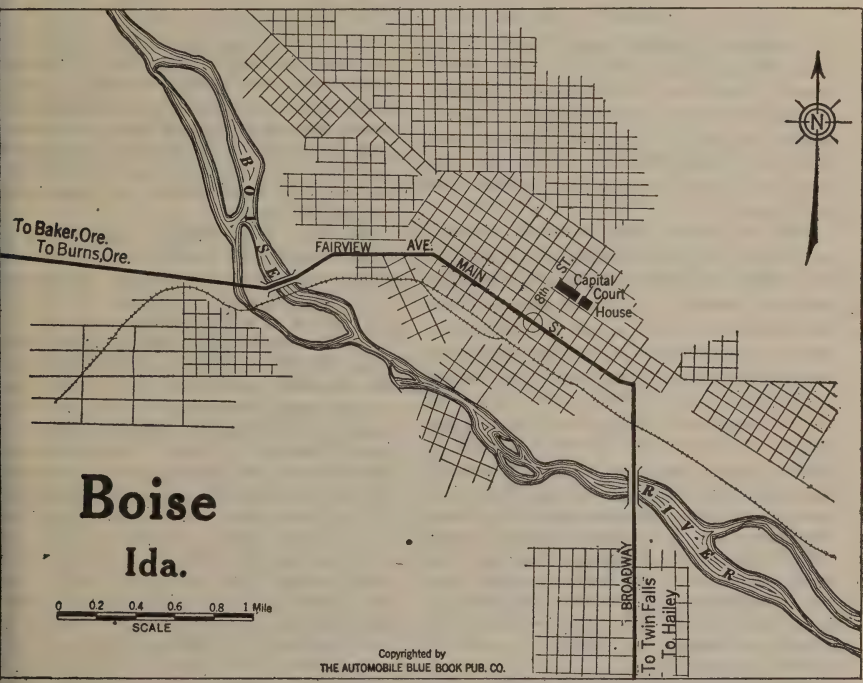 N
BOISE
To Baker, Ore.
To Burns, Ore.
FAIRVIEW AVE.
MAIN ST.
8th ST.
Capital
Court
House
RIVER
BROADWAY
To Twin Falls
To Hailey
Boise
Ida.
0 0.2 0.4 0.6 0.8 1 Mile
SCALE
Copyrighted by
THE AUTOMOBILE BLUE BOOK PUB. CO.